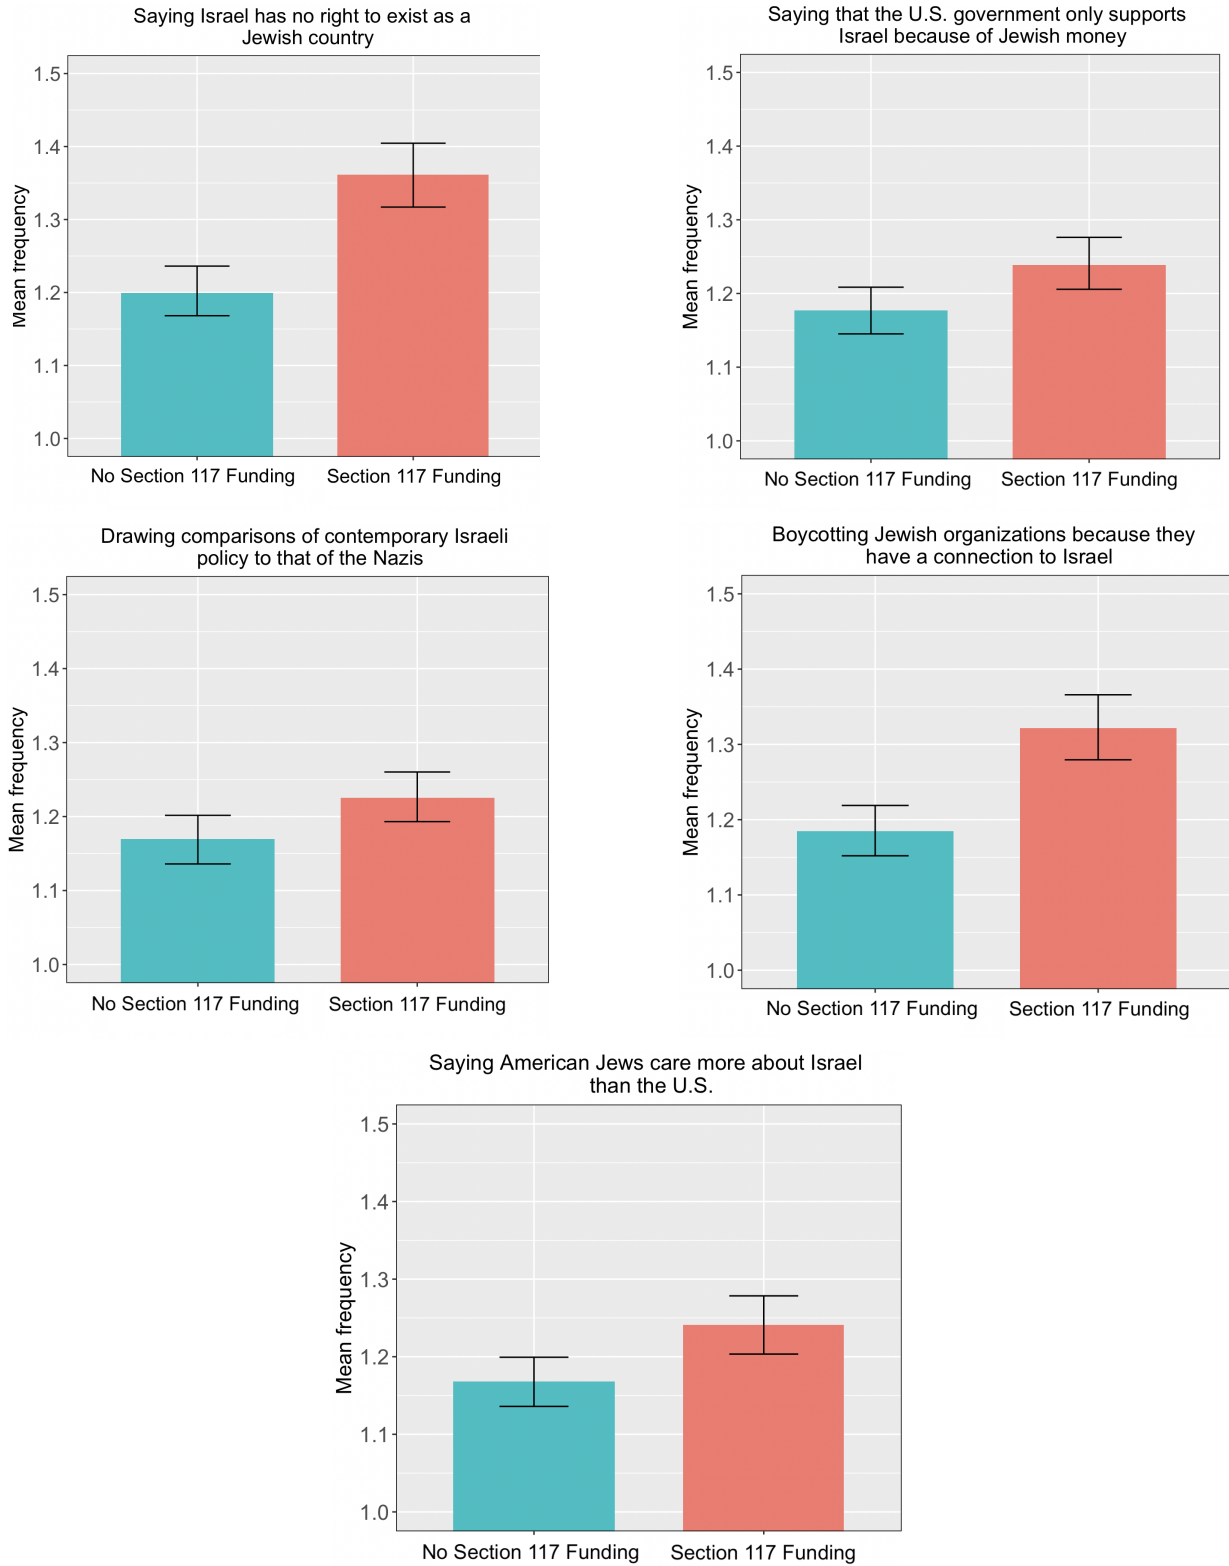 Saying Israel has no right to exist as a
Jewish country
Mean frequency
1.5
1.4
1.3
1.2
1.1
1.0
No Section 117 Funding
Section 117 Funding
Saying that the U.S. government only supports
Israel because of Jewish money
Mean frequency
1.5
1.4
1.3
1.2
1.1
1.0
No Section 117 Funding
Section 117 Funding
Drawing comparisons of contemporary Israeli
policy to that of the Nazis
Mean frequency
1.5
1.4
1.3
1.2
1.1
1.0
No Section 117 Funding
Section 117 Funding
Boycotting Jewish organizations because they
have a connection to Israel
Mean frequency
1.5
1.4
1.3
1.2
1.1
1.0
No Section 117 Funding
Section 117 Funding
Saying American Jews care more about Israel
than the U.S.
Mean frequency
1.5
1.4
1.3
1.2
1.1
1.0
No Section 117 Funding
Section 117 Funding